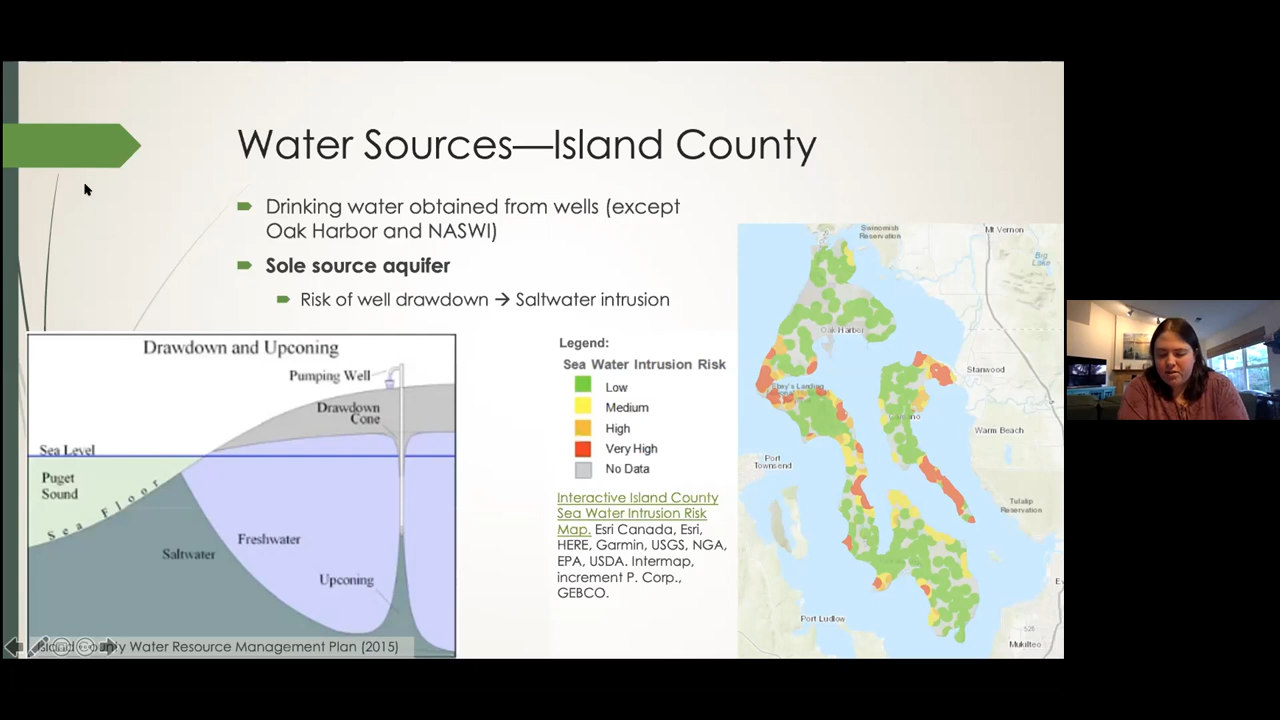 Water Sources—Island County
Drinking water obtained from wells (except
Oak Harbor and NASWI)
Sole source aquifer
Risk of well drawdown → Saltwater intrusion
Drawdown and Upconing
Pumping Well
Drawdown
Cone
Sea Level
Puget
Sound
Sea Floor
Freshwater
Saltwater
Upconing
Island County Water Resource Management Plan (2015)
Legend:
Sea Water Intrusion Risk
Low
Medium
High
Very High
No Data
Interactive Island County
Sea Water Intrusion Risk
Map. Esri Canada, Esri,
HERE, Garmin, USGS, NGA,
EPA, USDA. Intermap,
increment P. Corp.,
GEBCO.
Swinomish
Reservation
Mt Vernon
Big
Lake
Oak Harbor
Stanwood
Ebey's Landing
Camano
Warm Beach
Port
Townsend
Tulalip
Reservation
Port Ludlow
525
Mukilteo